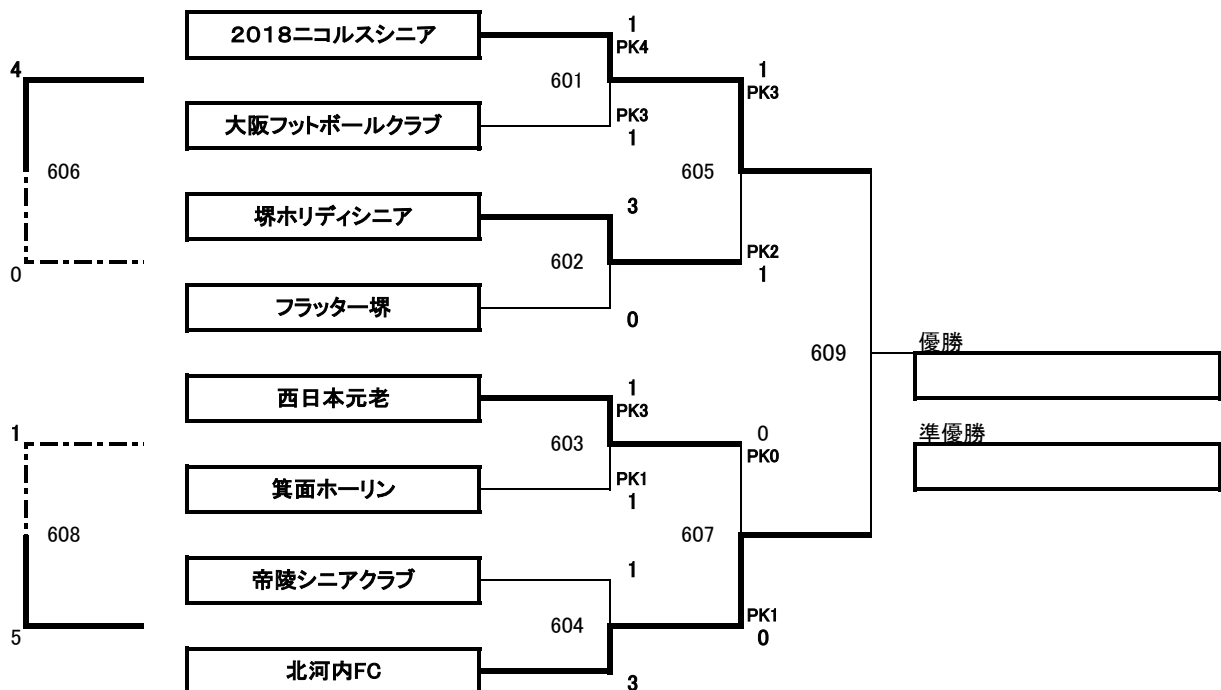 2018ニコルスシニア
1
PK4
4
601
1
PK3
大阪フットボールクラブ
PK3
1
606
605
堺ホリディシニア
3
0
602
PK2
1
フラッター堺
0
609
優勝
西日本元老
1
PK3
1
603
0
PK0
準優勝
箕面ホーリン
PK1
1
608
607
帝陵シニアクラブ
1
5
604
PK1
0
北河内FC
3